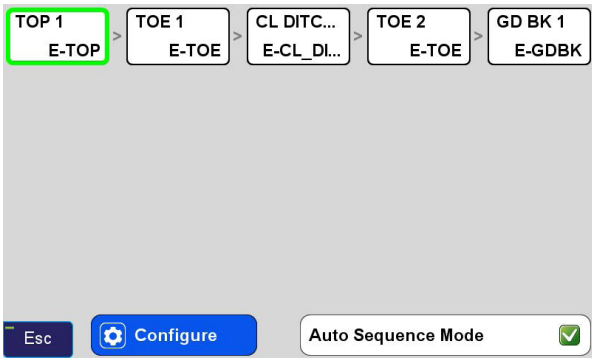 TOP 1
E-TOP
>
TOE 1
E-TOE
>
CL DITC...
E-CL_DI...
>
TOE 2
E-TOE
>
GD BK 1
E-GDBK
Esc
Configure
Auto Sequence Mode